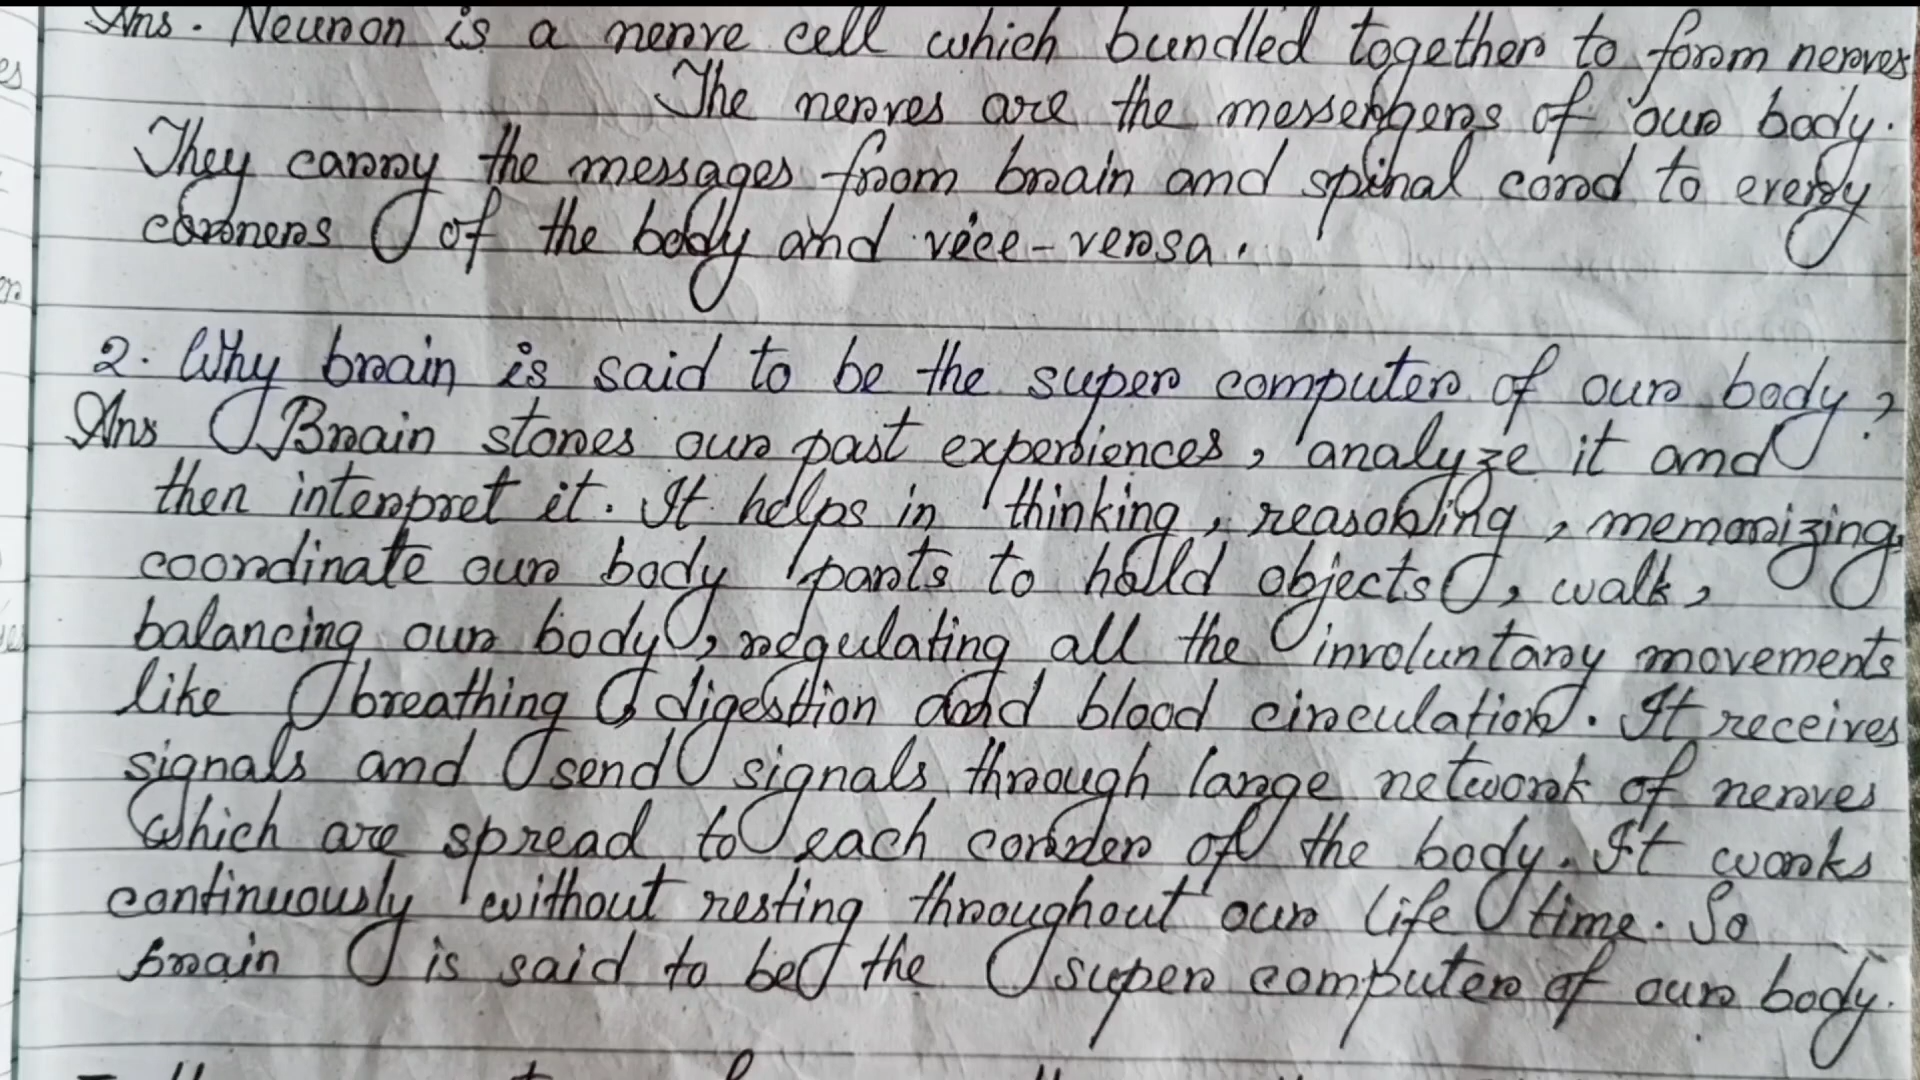 Ans. Neuron is a nerve cell which bundled together to form nerves
The nerves are the messengers of our body.
They carry the messages from brain and spinal cord to every
corners of the body and vice-versa.
2. Why brain is said to be the super computer of our body?
Ans Brain stores our past experiences, analyze it and
then interpret it. It helps in thinking, reasoning, memorizing,
coordinate our body parts to hold objects, walk,
balancing our body, regulating all the involuntary movements
like breathing, digestion and blood circulation. It receives
signals and send signals through large network of nerves
which are spread to each corner of the body. It works
continuously without resting throughout our life time. So
brain is said to be the super computer of our body.